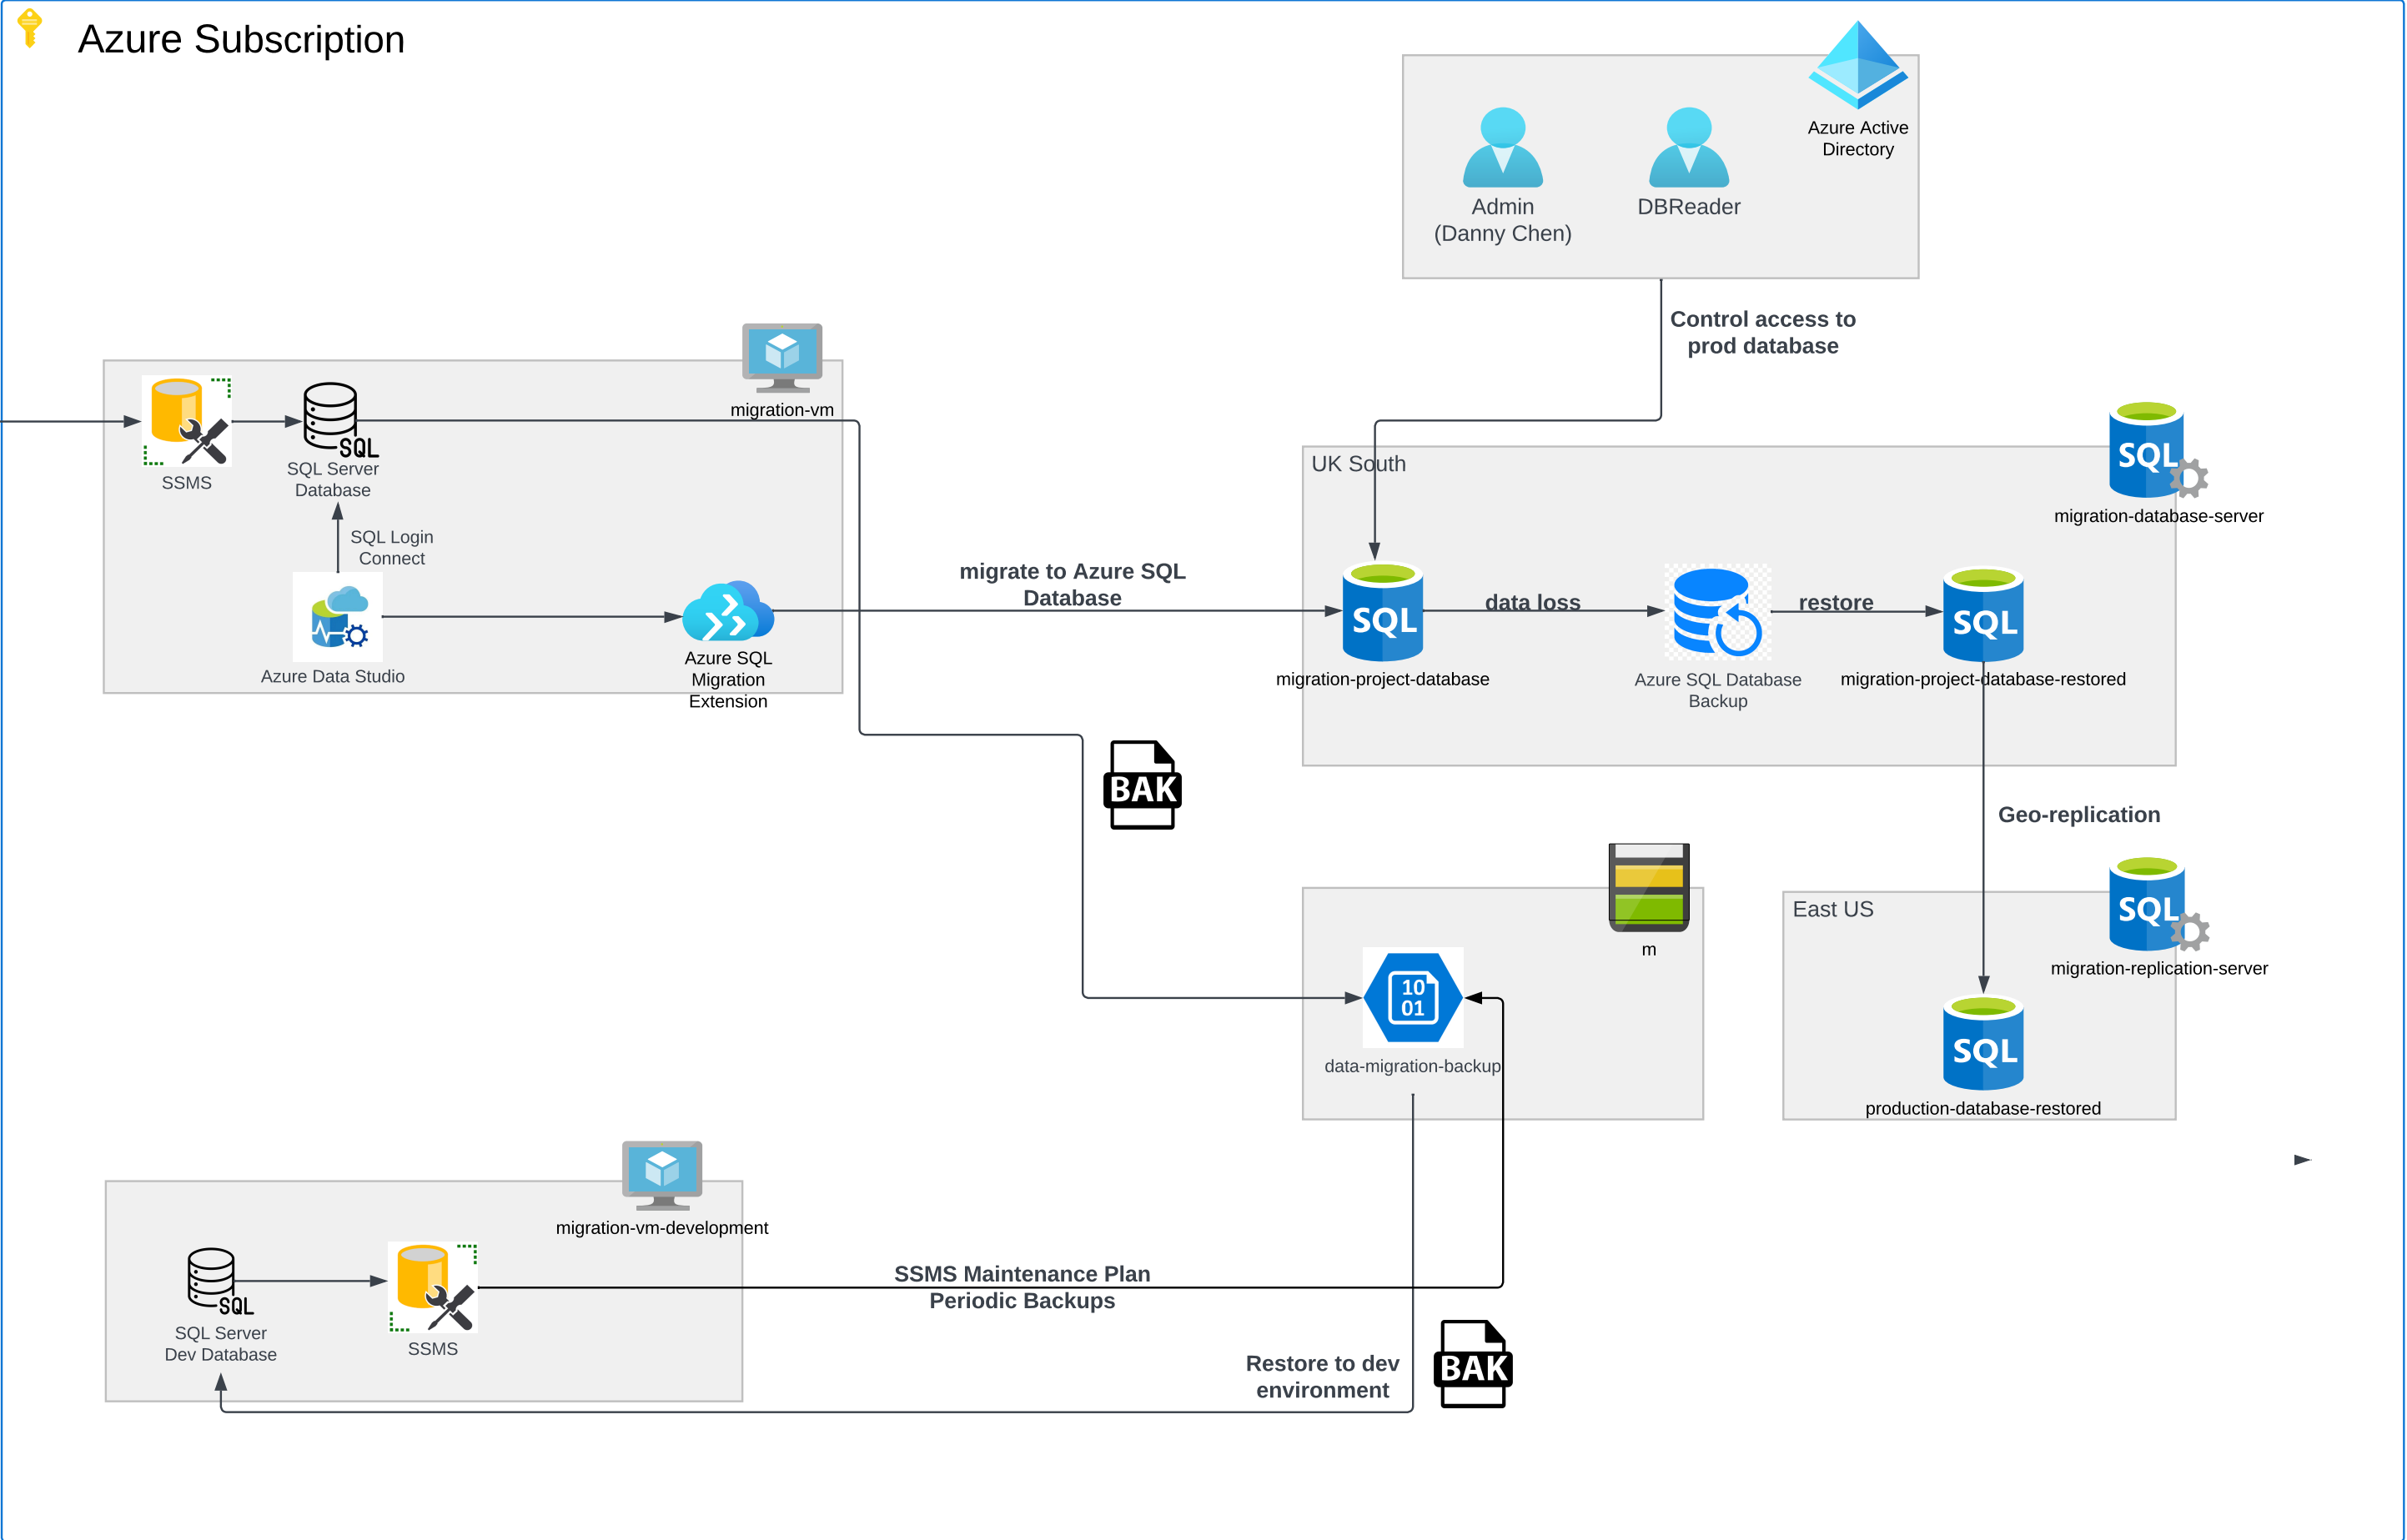 Azure Subscription
Azure Active
Directory
Admin
(Danny Chen)
DBReader
Control access to
prod database
migration-vm
SSMS
SQL
SQL Server
Database
SQL Login
Connect
Azure Data Studio
Azure SQL
Migration
Extension
migrate to Azure SQL
Database
UK South
SQL
migration-database-server
SQL
migration-project-database
data loss
Azure SQL Database
Backup
restore
SQL
migration-project-database-restored
BAK
Geo-replication
m
10
01
data-migration-backup
East US
SQL
migration-replication-server
SQL
production-database-restored
migration-vm-development
SQL
SQL Server
Dev Database
SSMS
SSMS Maintenance Plan
Periodic Backups
Restore to dev
environment
BAK